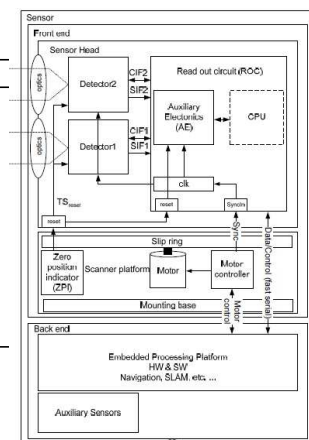 Sensor
Front end
Sensor Head
optics
Detector2
CIF2
SIF2
Read out circuit (ROC)
Auxiliary
Electonics
(AE)
CPU
optics
Detector1
CIF1
SIF1
clk
TSreset
reset
reset
SyncIn
Slip ring
Sync
Data/Control (fast serial)
Zero
position
indicator
(ZPI)
Scanner platform
Motor
Motor
controller
Mounting base
Motor
control
Back end
Embedded Processing Platform
HW & SW
Navigation, SLAM. etc, ...
Auxiliary Sensors